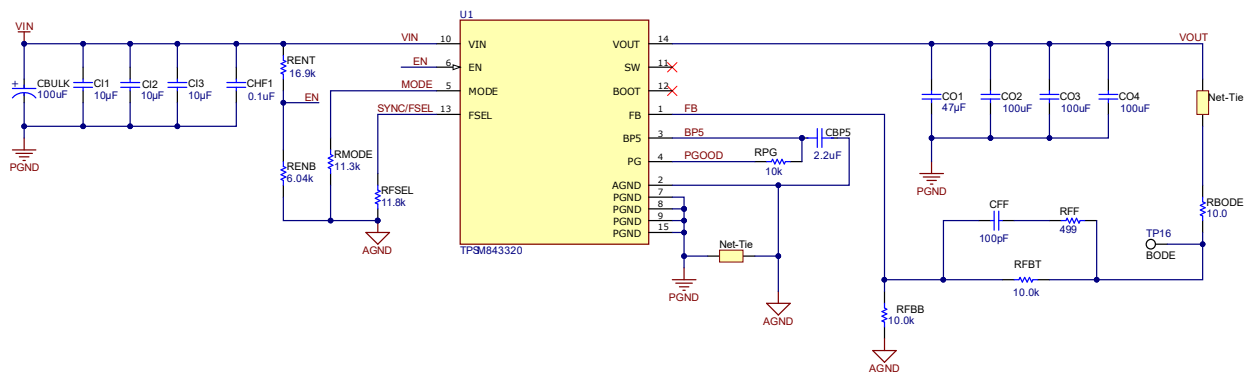 VIN
CBULK
100uF
CI1
10µF
CI2
10µF
CI3
10µF
CHF1
0.1uF
PGND
RENT
16.9k
EN
RENB
6.04k
RMODE
11.3k
RFSEL
11.8k
AGND
VIN
EN
MODE
SYNC/FSEL
U1
10 VIN
6 EN
5 MODE
13 FSEL
VOUT 14
SW 11
BOOT 12
FB 1
BP5 3
PG 4
AGND 2
PGND 7
PGND 8
PGND 9
PGND 15
TPSM843320
FB
BP5
PGOOD
CBP5
2.2uF
RPG
10k
Net-Tie
PGND
AGND
VOUT
CO1
47µF
CO2
100uF
CO3
100uF
CO4
100uF
PGND
Net-Tie
RBODE
10.0
TP16
BODE
CFF
100pF
RFF
499
RFBT
10.0k
RFBB
10.0k
AGND